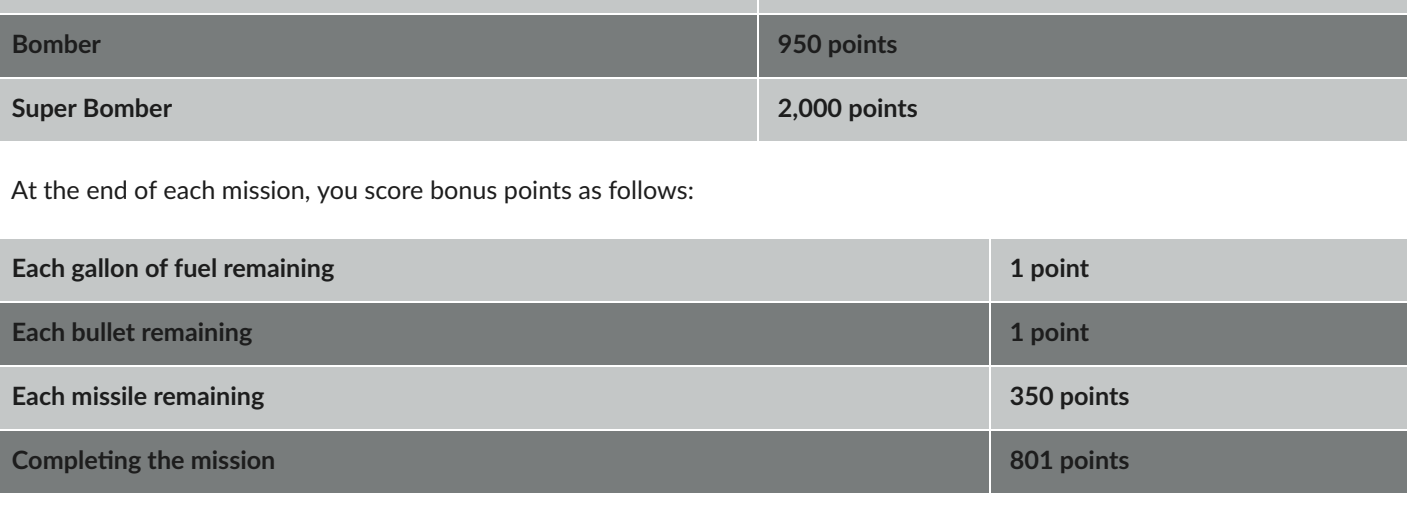 Bomber 950 points
Super Bomber 2,000 points
At the end of each mission, you score bonus points as follows:
Each gallon of fuel remaining 1 point
Each bullet remaining 1 point
Each missile remaining 350 points
Completing the mission 801 points